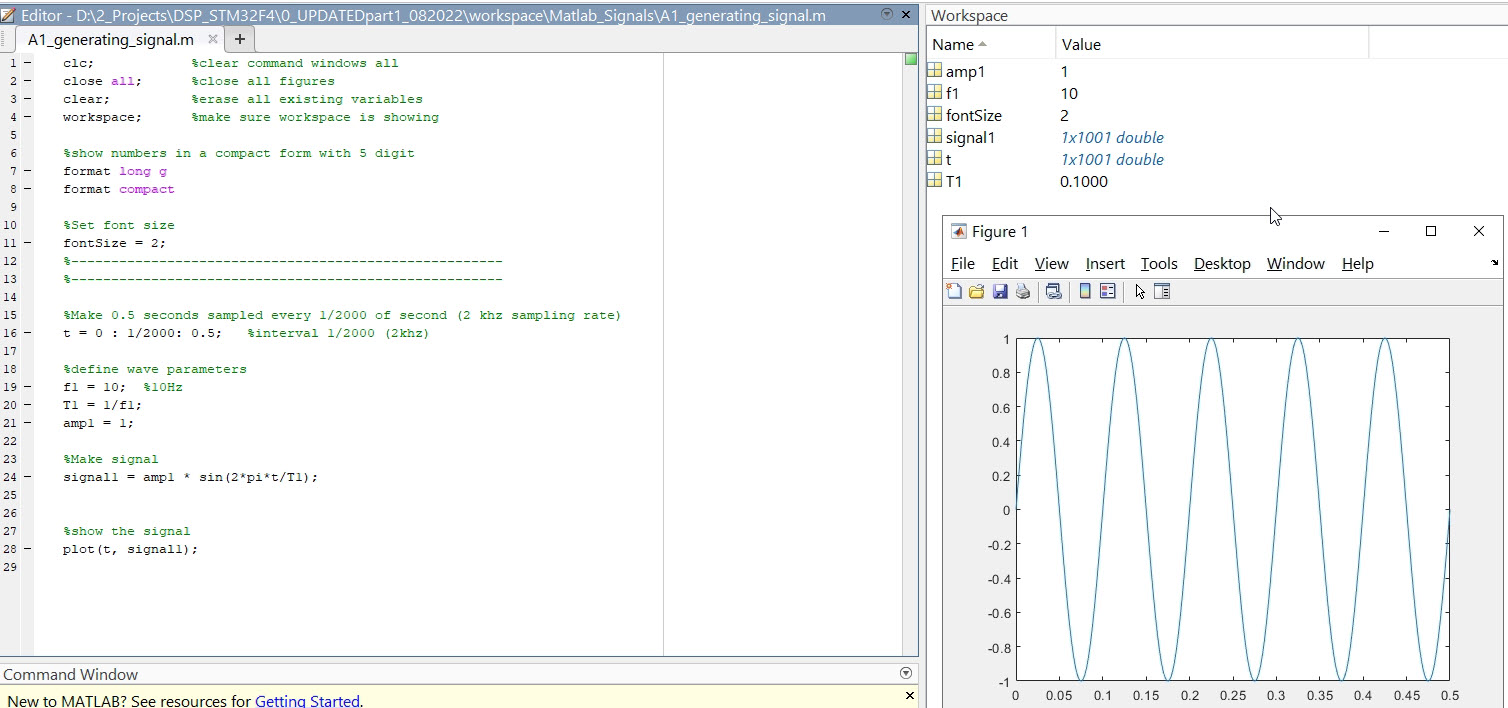 Editor - D:\2_Projects\DSP_STM32F4\0_UPDATEDpart1_082022\workspace\Matlab_Signals\A1_generating_signal.m
A1_generating_signal.m
1 - clc; %clear command windows all
2 - close all; %close all figures
3 - clear; %erase all existing variables
4 - workspace; %make sure workspace is showing
5
6 %show numbers in a compact form with 5 digit
7 - format long g
8 - format compact
9
10 %Set font size
11 - fontSize = 2;
12 %------------------------------------------------------
13 %------------------------------------------------------
14
15 %Make 0.5 seconds sampled every 1/2000 of second (2 khz sampling rate)
16 - t = 0 : 1/2000: 0.5; %interval 1/2000 (2khz)
17
18 %define wave parameters
19 - f1 = 10; %10Hz
20 - T1 = 1/f1;
21 - amp1 = 1;
22
23 %Make signal
24 - signal1 = amp1 * sin(2*pi*t/T1);
25
26
27 %show the signal
28 - plot(t, signal1);
29
Command Window
New to MATLAB? See resources for Getting Started.
Workspace
Name Value
amp1 1
f1 10
fontSize 2
signal1 1x1001 double
t 1x1001 double
T1 0.1000
Figure 1
File Edit View Insert Tools Desktop Window Help
1
0.8
0.6
0.4
0.2
0
-0.2
-0.4
-0.6
-0.8
-1
0 0.05 0.1 0.15 0.2 0.25 0.3 0.35 0.4 0.45 0.5